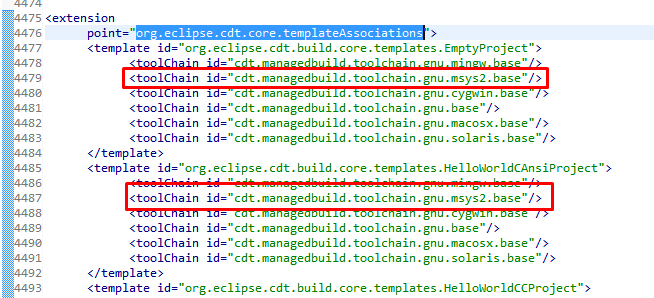 4474
4475 <extension
4476 point="org.eclipse.cdt.core.templateAssociations">
4477 <template id="org.eclipse.cdt.build.core.templates.EmptyProject">
4478 <toolChain id="cdt.managedbuild.toolchain.gnu.mingw.base"/>
4479 <toolChain id="cdt.managedbuild.toolchain.gnu.msys2.base"/>
4480 <toolChain id="cdt.managedbuild.toolchain.gnu.cygwin.base"/>
4481 <toolChain id="cdt.managedbuild.toolchain.gnu.base"/>
4482 <toolChain id="cdt.managedbuild.toolchain.gnu.macosx.base"/>
4483 <toolChain id="cdt.managedbuild.toolchain.gnu.solaris.base"/>
4484 </template>
4485 <template id="org.eclipse.cdt.build.core.templates.HelloWorldCAnsiProject">
4486 <toolChain id="cdt.managedbuild.toolchain.gnu.mingw.base"/>
4487 <toolChain id="cdt.managedbuild.toolchain.gnu.msys2.base"/>
4488 <toolChain id="cdt.managedbuild.toolchain.gnu.cygwin.base"/>
4489 <toolChain id="cdt.managedbuild.toolchain.gnu.base"/>
4490 <toolChain id="cdt.managedbuild.toolchain.gnu.macosx.base"/>
4491 <toolChain id="cdt.managedbuild.toolchain.gnu.solaris.base"/>
4492 </template>
4493 <template id="org.eclipse.cdt.build.core.templates.HelloWorldCCProject">